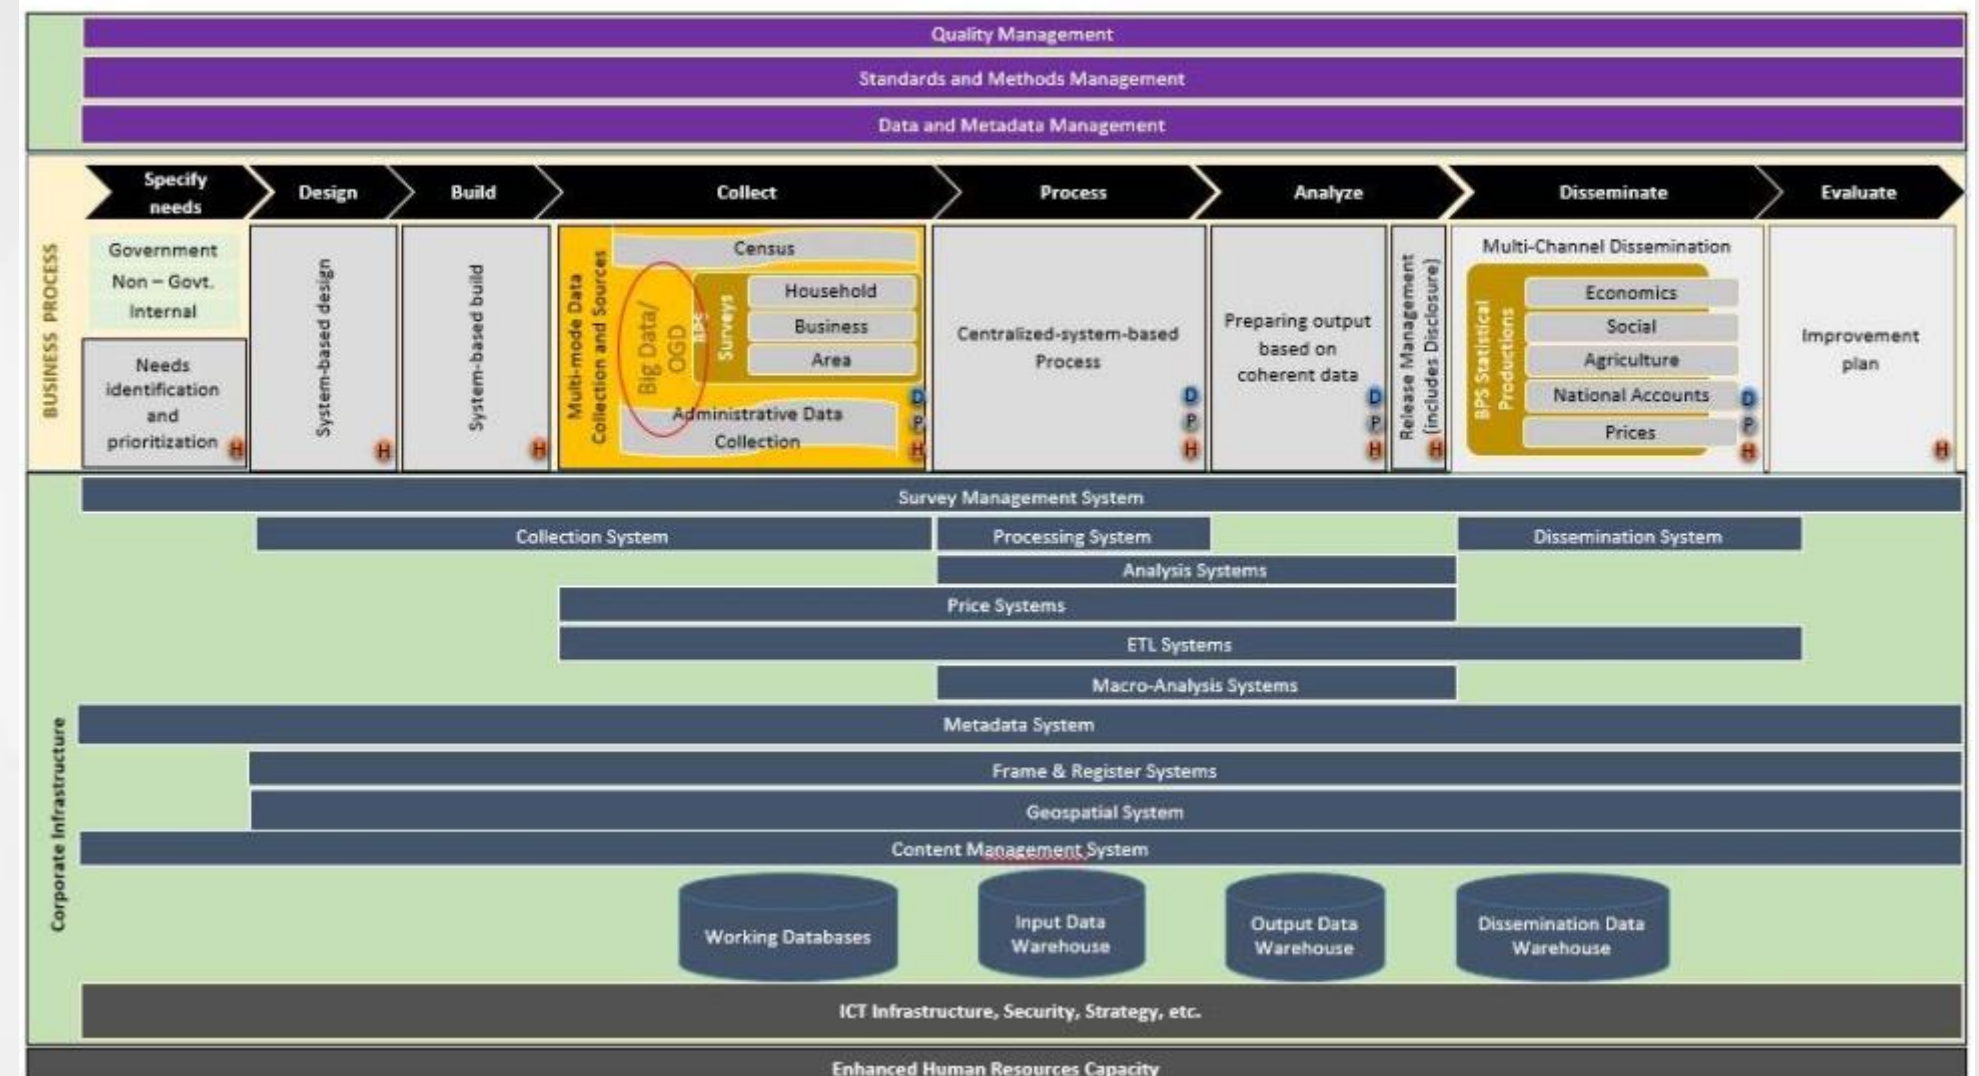 Quality Management
Standards and Methods Management
Data and Metadata Management
BUSINESS PROCESS
Specify
needs
Design
Build
Collect
Process
Analyze
Disseminate
Evaluate
Government
Non – Govt.
Internal
Needs
identification
and
prioritization
H
System-based design
H
System-based build
H
Multi-mode Data
Collection and Sources
Census
Big Data/
OGD
BPS
Surveys
Household
Business
Area
Administrative Data
Collection
D
P
H
Centralized-system-based
Process
D
P
H
Preparing output
based on
coherent data
D
P
H
Release Management
(includes Disclosure)
H
Multi-Channel Dissemination
BPS Statistical
Productions
Economics
Social
Agriculture
National Accounts
Prices
D
P
H
Improvement
plan
H
Corporate Infrastructure
Survey Management System
Collection System
Processing System
Dissemination System
Analysis Systems
Price Systems
ETL Systems
Macro-Analysis Systems
Metadata System
Frame & Register Systems
Geospatial System
Content Management System
Working Databases
Input Data
Warehouse
Output Data
Warehouse
Dissemination Data
Warehouse
ICT Infrastructure, Security, Strategy, etc.
Enhanced Human Resources Capacity